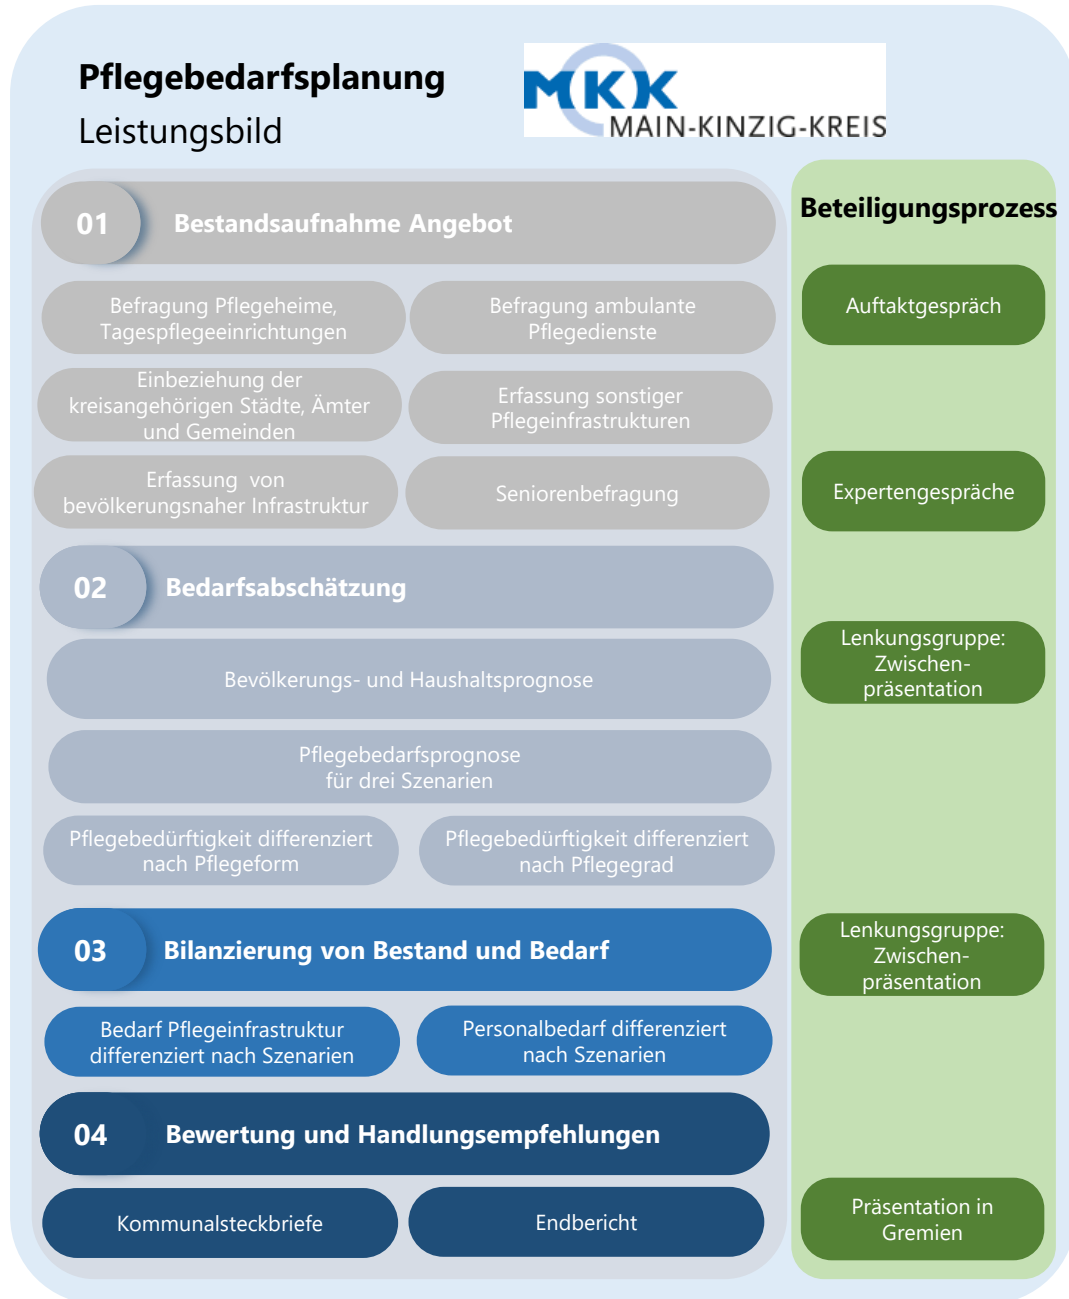 Pflegebedarfsplanung
Leistungsbild
MKK
MAIN-KINZIG-KREIS
01
Bestandsaufnahme Angebot
Befragung Pflegeheime,
Tagespflegeeinrichtungen
Befragung ambulante
Pflegedienste
Einbeziehung der
kreisangehörigen Städte, Ämter
und Gemeinden
Erfassung sonstiger
Pflegeinfrastrukturen
Erfassung von
bevölkerungsnaher Infrastruktur
Seniorenbefragung
02
Bedarfsabschätzung
Bevölkerungs- und Haushaltsprognose
Pflegebedarfsprognose
für drei Szenarien
Pflegebedürftigkeit differenziert
nach Pflegeform
Pflegebedürftigkeit differenziert
nach Pflegegrad
03
Bilanzierung von Bestand und Bedarf
Bedarf Pflegeinfrastruktur
differenziert nach Szenarien
Personalbedarf differenziert
nach Szenarien
04
Bewertung und Handlungsempfehlungen
Kommunalsteckbriefe
Endbericht
Beteiligungsprozess
Auftaktgespräch
Expertengespräche
Lenkungsgruppe:
Zwischen-
präsentation
Lenkungsgruppe:
Zwischen-
präsentation
Präsentation in
Gremien